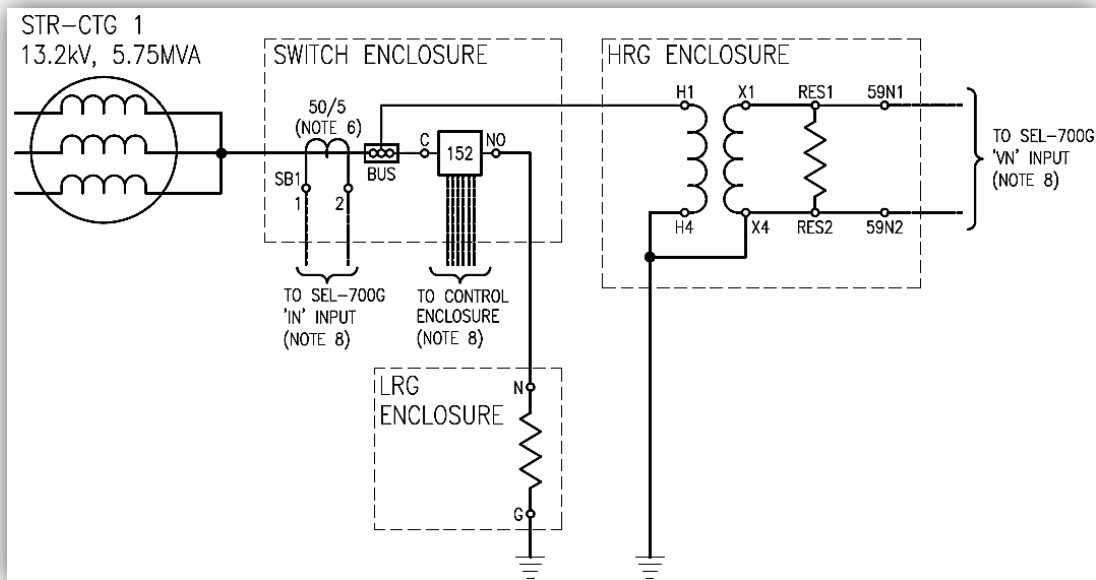 STR-CTG 1
13.2kV, 5.75MVA
SWITCH ENCLOSURE
50/5
(NOTE 6)
BUS
C
152
NO
SB1
1
2
TO SEL-700G
'IN' INPUT
(NOTE 8)
TO CONTROL
ENCLOSURE
(NOTE 8)
HRG ENCLOSURE
H1
X1
RES1
59N1
H4
X4
RES2
59N2
TO SEL-700G
'VN' INPUT
(NOTE 8)
LRG
ENCLOSURE
N
G